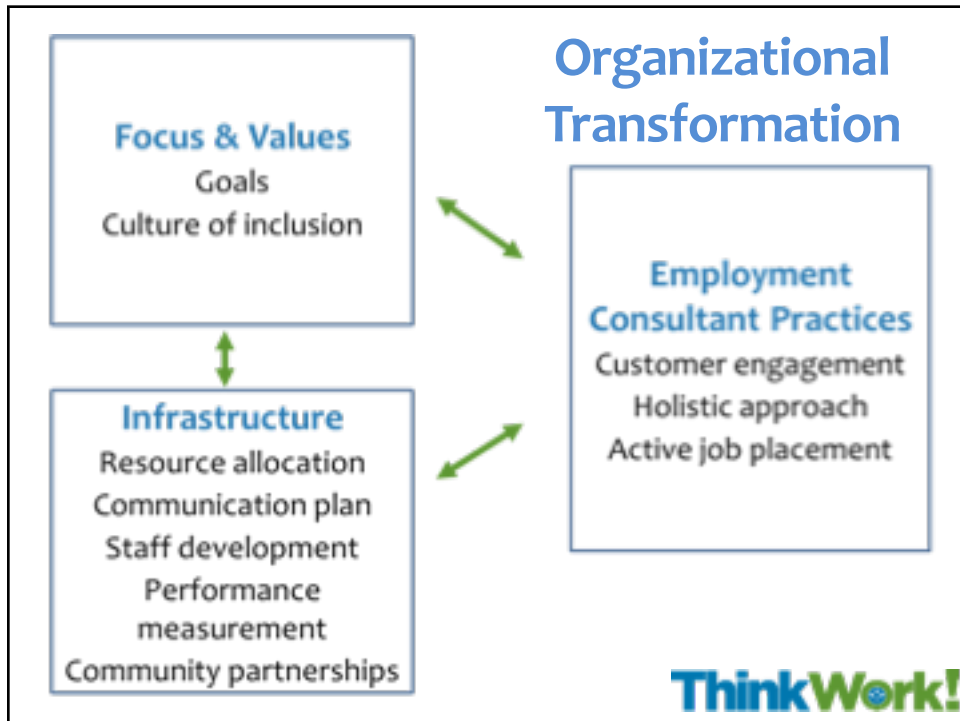 Organizational
Transformation
Focus & Values
Goals
Culture of inclusion
Employment
Consultant Practices
Customer engagement
Holistic approach
Active job placement
Infrastructure
Resource allocation
Communication plan
Staff development
Performance
measurement
Community partnerships
ThinkWork!